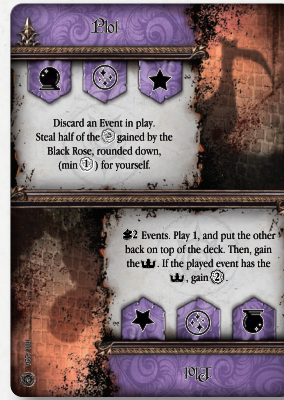 Plot
Discard an Event in play.
Steal half of the gained by the
Black Rose, rounded down,
(min 1) for yourself.
2 Events. Play 1, and put the other
back on top of the deck. Then, gain
the . If the played event has the
, gain 2.
Plot